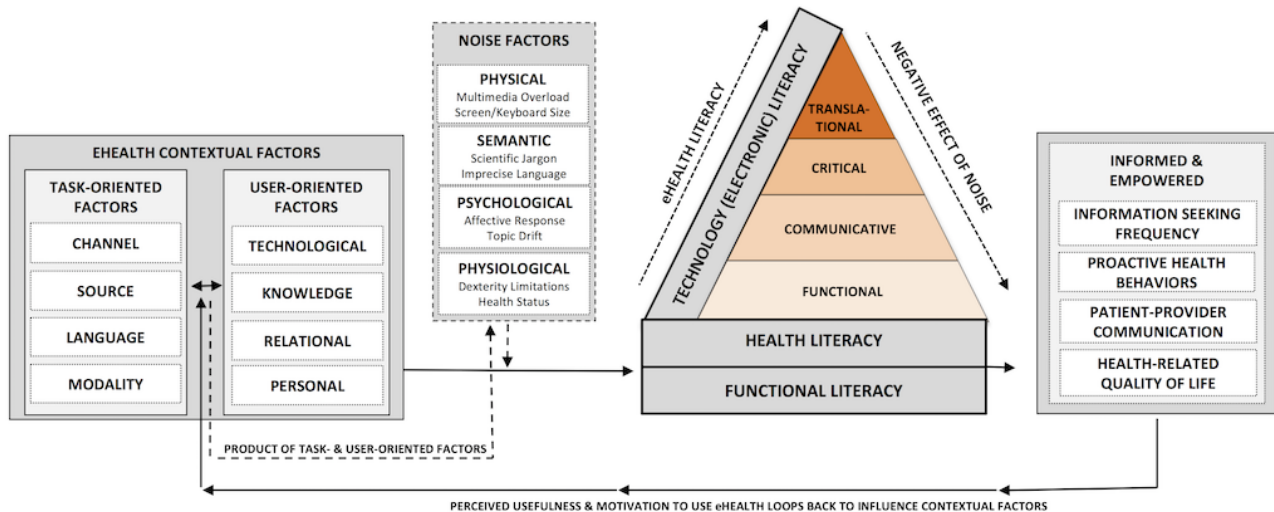 EHEALTH CONTEXTUAL FACTORS
TASK-ORIENTED
FACTORS
CHANNEL
SOURCE
LANGUAGE
MODALITY
USER-ORIENTED
FACTORS
TECHNOLOGICAL
KNOWLEDGE
RELATIONAL
PERSONAL
PRODUCT OF TASK- & USER-ORIENTED FACTORS
NOISE FACTORS
PHYSICAL
Multimedia Overload
Screen/Keyboard Size
SEMANTIC
Scientific Jargon
Imprecise Language
PSYCHOLOGICAL
Affective Response
Topic Drift
PHYSIOLOGICAL
Dexterity Limitations
Health Status
eHEALTH LITERACY
TECHNOLOGY (ELECTRONIC) LITERACY
TRANSLA-
TIONAL
CRITICAL
COMMUNICATIVE
FUNCTIONAL
NEGATIVE EFFECT OF NOISE
HEALTH LITERACY
FUNCTIONAL LITERACY
INFORMED &
EMPOWERED
INFORMATION SEEKING
FREQUENCY
PROACTIVE HEALTH
BEHAVIORS
PATIENT-PROVIDER
COMMUNICATION
HEALTH-RELATED
QUALITY OF LIFE
PERCEIVED USEFULNESS & MOTIVATION TO USE eHEALTH LOOPS BACK TO INFLUENCE CONTEXTUAL FACTORS